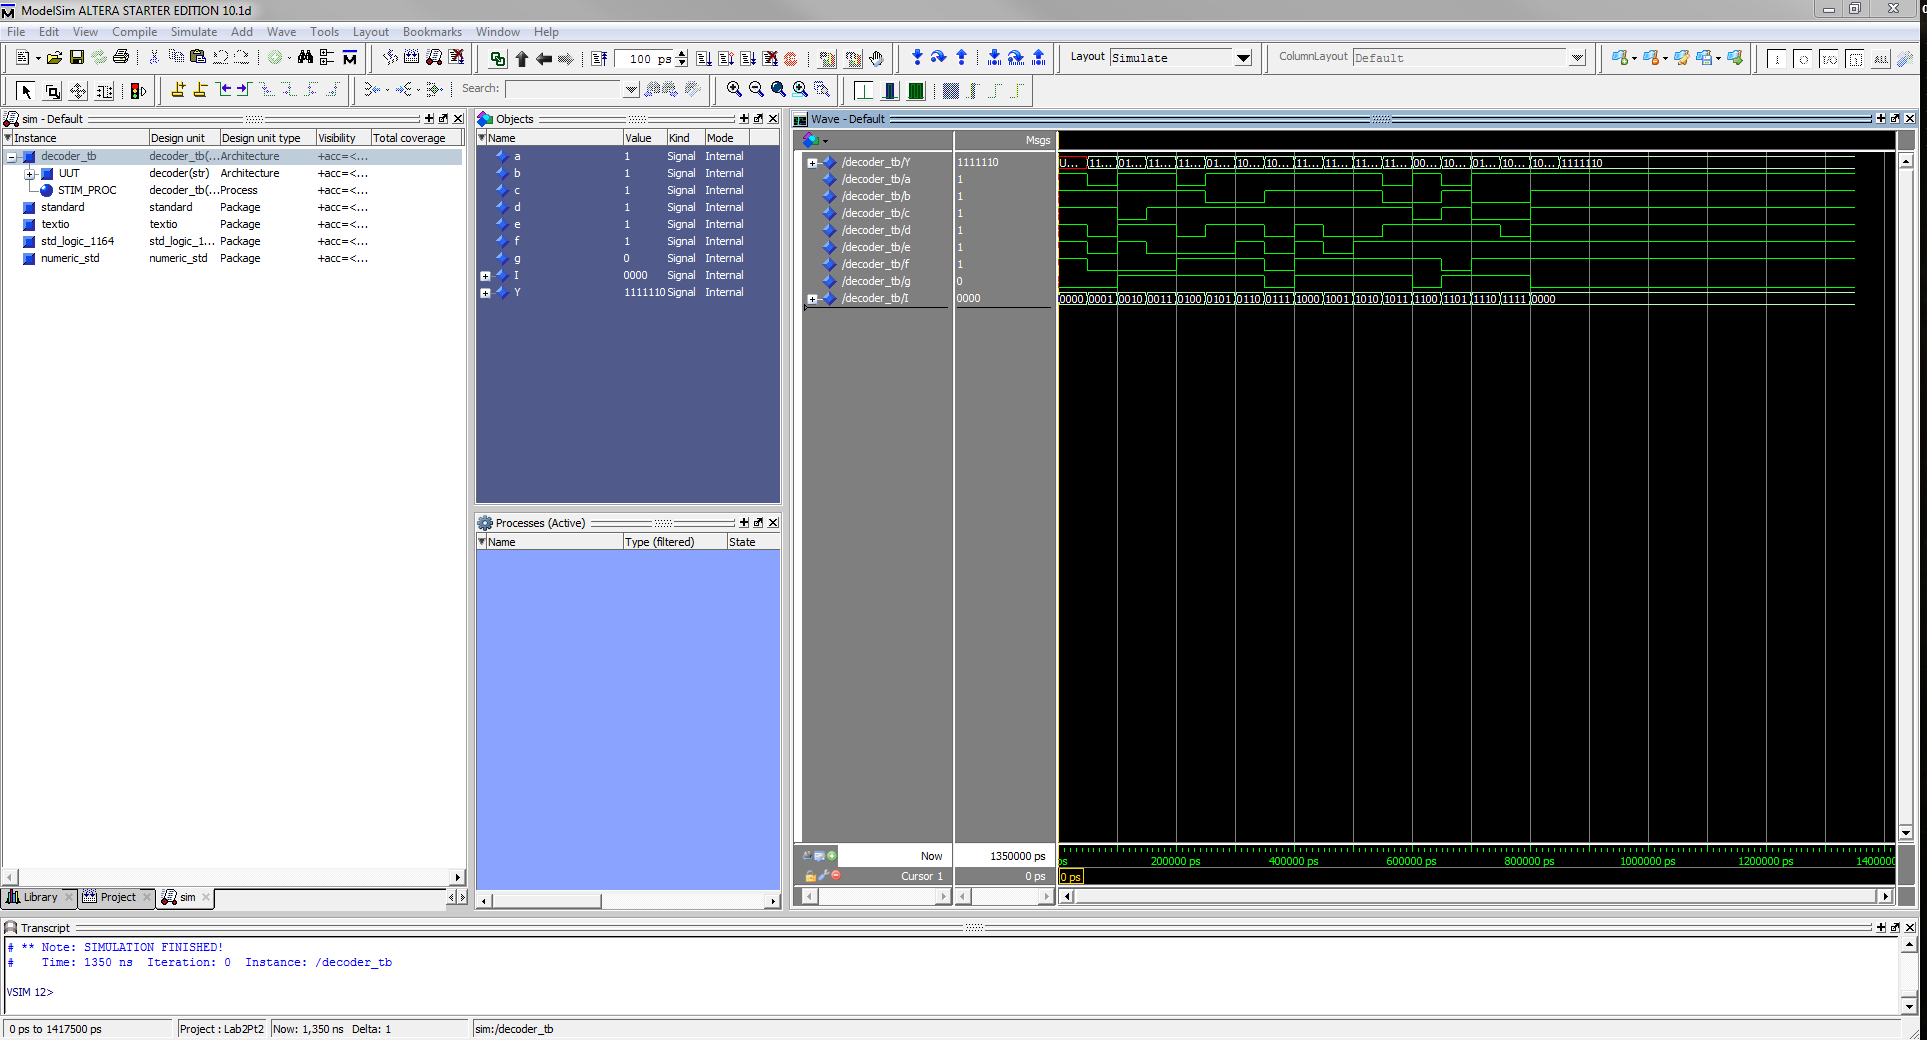 ModelSim ALTERA STARTER EDITION 10.1d
File Edit View Compile Simulate Add Wave Tools Layout Bookmarks Window Help
100 ps
Layout Simulate
ColumnLayout Default
ALL
Search:
sim - Default
Instance Design unit Design unit type Visibility Total coverage
decoder_tb decoder_tb(... Architecture +acc=<...
UUT decoder(str) Architecture +acc=<...
STIM_PROC decoder_tb(... Process +acc=<...
standard standard Package +acc=<...
textio textio Package +acc=<...
std_logic_1164 std_logic_1... Package +acc=<...
numeric_std numeric_std Package +acc=<...
Library Project sim
Objects
Name Value Kind Mode
a 1 Signal Internal
b 1 Signal Internal
c 1 Signal Internal
d 1 Signal Internal
e 1 Signal Internal
f 1 Signal Internal
g 0 Signal Internal
I 0000 Signal Internal
Y 1111110 Signal Internal
Processes (Active)
Name Type (filtered) State
Wave - Default
Msgs
/decoder_tb/Y 1111110 U... 11... 01... 11... 11... 01... 10... 10... 11... 11... 11... 11... 00... 10... 01... 10... 10... 1111110
/decoder_tb/a 1
/decoder_tb/b 1
/decoder_tb/c 1
/decoder_tb/d 1
/decoder_tb/e 1
/decoder_tb/f 1
/decoder_tb/g 0
/decoder_tb/I 0000 0000 0001 0010 0011 0100 0101 0110 0111 1000 1001 1010 1011 1100 1101 1110 1111 0000
Now 1350000 ps ps 200000 ps 400000 ps 600000 ps 800000 ps 1000000 ps 1200000 ps 1400000
Cursor 1 0 ps 0 ps
Transcript
# ** Note: SIMULATION FINISHED!
# Time: 1350 ns Iteration: 0 Instance: /decoder_tb
VSIM 12>
0 ps to 1417500 ps Project : Lab2Pt2 Now: 1,350 ns Delta: 1 sim:/decoder_tb